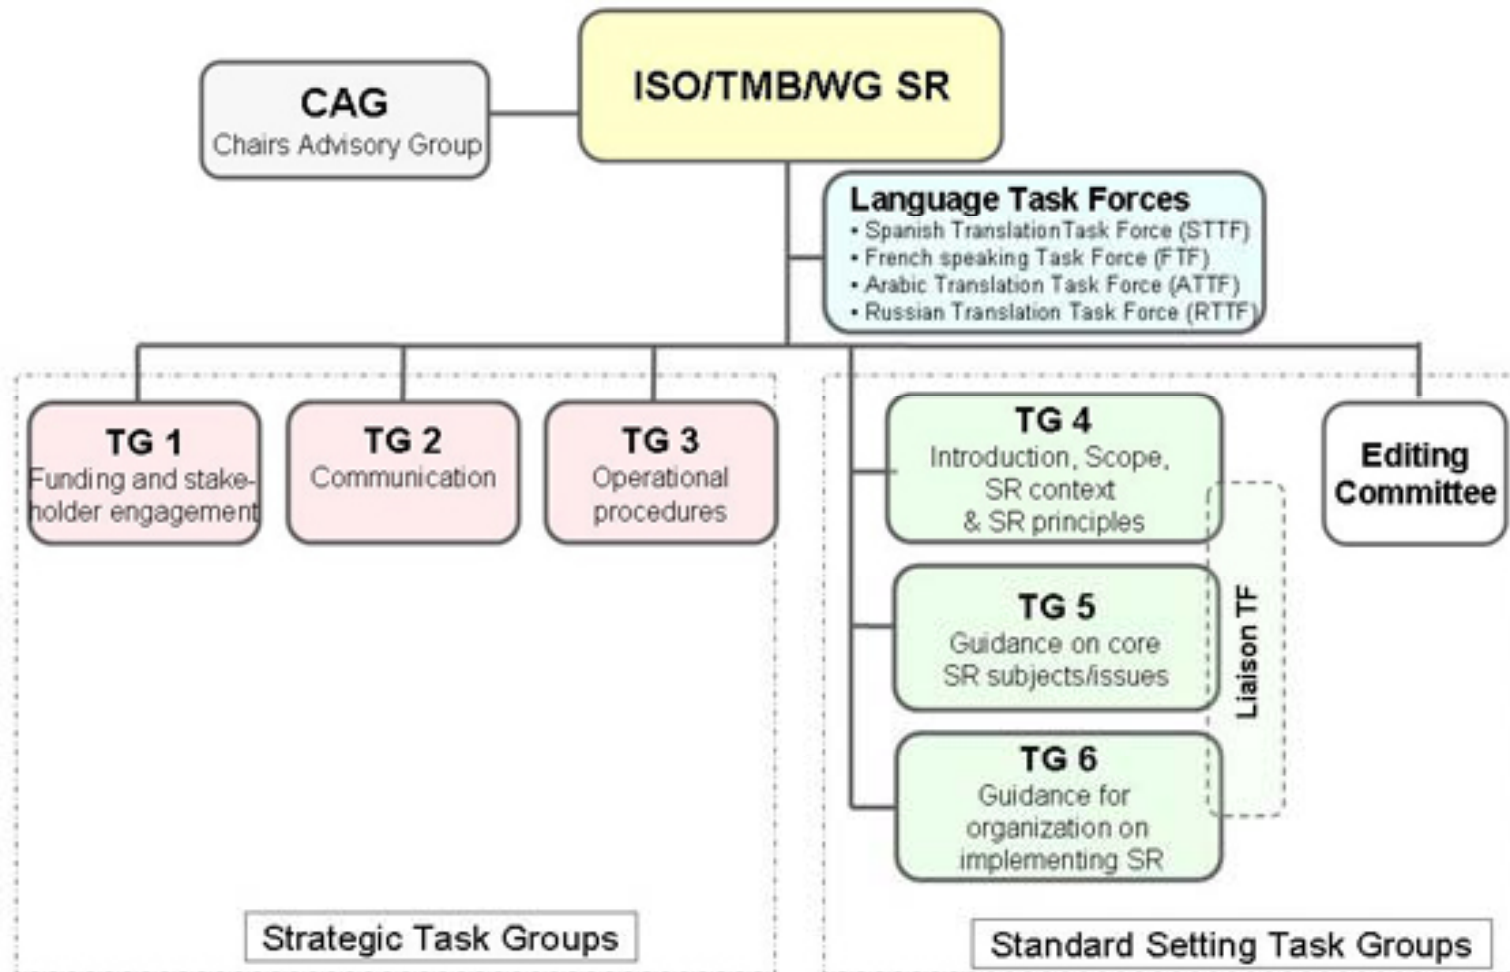 ISO/TMB/WG SR
CAG
Chairs Advisory Group
Language Task Forces
• Spanish TranslationTask Force (STTF)
• French speaking Task Force (FTF)
• Arabic Translation Task Force (ATTF)
• Russian Translation Task Force (RTTF)
TG 1
Funding and stake-
holder engagement
TG 2
Communication
TG 3
Operational
procedures
TG 4
Introduction, Scope,
SR context
& SR principles
TG 5
Guidance on core
SR subjects/issues
TG 6
Guidance for
organization on
implementing SR
Liaison TF
Editing
Committee
Strategic Task Groups
Standard Setting Task Groups